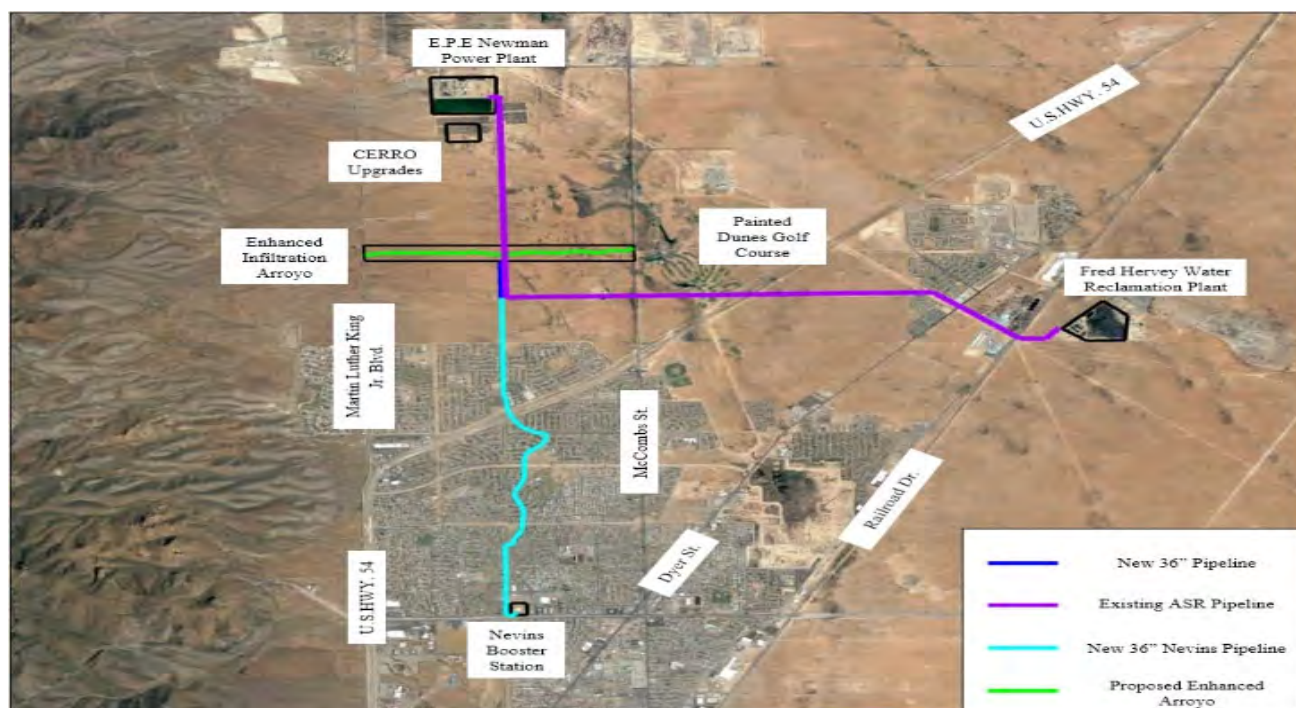 E.P.E Newman
Power Plant
CERRO
Upgrades
U.S.HWY. 54
Enhanced
Infiltration
Arroyo
Painted
Dunes Golf
Course
Fred Hervey Water
Reclamation Plant
Martin Luther King
Jr. Blvd.
McCombs St.
Railroad Dr.
Dyer St.
U.S.HWY. 54
Nevins
Booster
Station
New 36” Pipeline
Existing ASR Pipeline
New 36” Nevins Pipeline
Proposed Enhanced
Arroyo